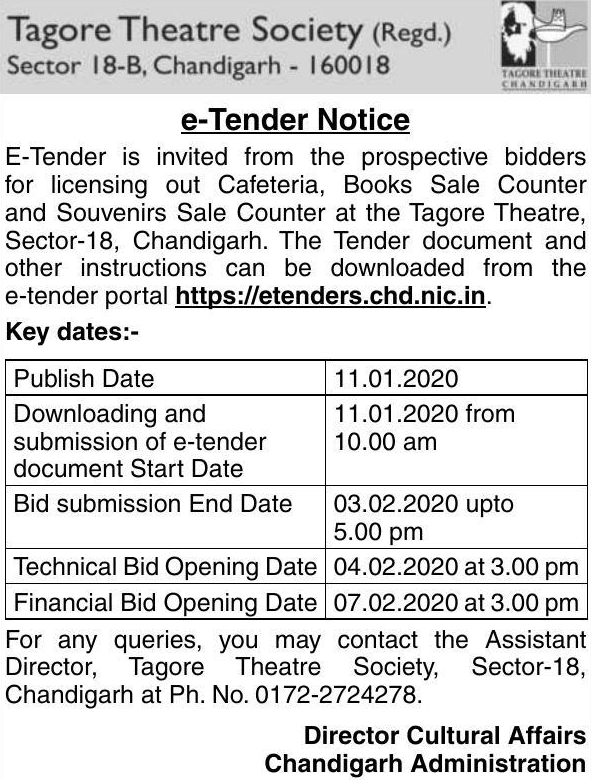 Tagore Theatre Society (Regd.)
Sector 18-B, Chandigarh - 160018
TAGORE THEATRE
CHANDIGARH
e-Tender Notice
E-Tender is invited from the prospective bidders
for licensing out Cafeteria, Books Sale Counter
and Souvenirs Sale Counter at the Tagore Theatre,
Sector-18, Chandigarh. The Tender document and
other instructions can be downloaded from the
e-tender portal https://etenders.chd.nic.in.
Key dates:-
Publish Date 11.01.2020
Downloading and 11.01.2020 from
submission of e-tender 10.00 am
document Start Date
Bid submission End Date 03.02.2020 upto
5.00 pm
Technical Bid Opening Date 04.02.2020 at 3.00 pm
Financial Bid Opening Date 07.02.2020 at 3.00 pm
For any queries, you may contact the Assistant
Director, Tagore Theatre Society, Sector-18,
Chandigarh at Ph. No. 0172-2724278.
Director Cultural Affairs
Chandigarh Administration